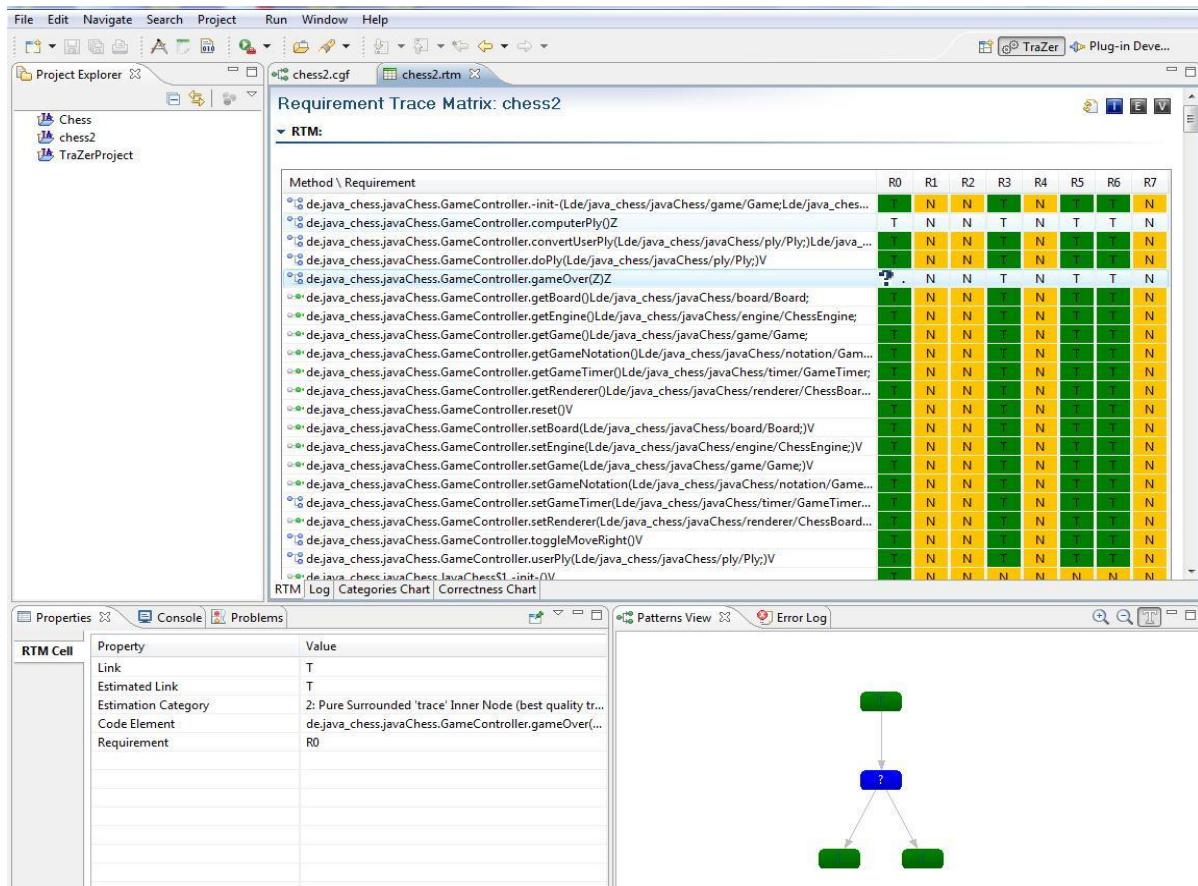 File Edit Navigate Search Project Run Window Help
TraZer Plug-in Deve...
Project Explorer
chess2.cgf chess2.rtm
Chess
chess2
TraZerProject
Requirement Trace Matrix: chess2
T E V
RTM:
Method \ Requirement R0 R1 R2 R3 R4 R5 R6 R7
de.java_chess.javaChess.GameController.-init-(Lde/java_chess/javaChess/game/Game;Lde/java_ches... T N N T N T T N
de.java_chess.javaChess.GameController.computerPly()Z T N N T N T T N
de.java_chess.javaChess.GameController.convertUserPly(Lde/java_chess/javaChess/ply/Ply;)Lde/java_... T N N T N T T N
de.java_chess.javaChess.GameController.doPly(Lde/java_chess/javaChess/ply/Ply;)V T N N T N T T N
de.java_chess.javaChess.GameController.gameOver(Z)Z ? . N N T N T T N
de.java_chess.javaChess.GameController.getBoard()Lde/java_chess/javaChess/board/Board; T N N T N T T N
de.java_chess.javaChess.GameController.getEngine()Lde/java_chess/javaChess/engine/ChessEngine; T N N T N T T N
de.java_chess.javaChess.GameController.getGame()Lde/java_chess/javaChess/game/Game; T N N T N T T N
de.java_chess.javaChess.GameController.getGameNotation()Lde/java_chess/javaChess/notation/Gam... T N N T N T T N
de.java_chess.javaChess.GameController.getGameTimer()Lde/java_chess/javaChess/timer/GameTimer; T N N T N T T N
de.java_chess.javaChess.GameController.getRenderer()Lde/java_chess/javaChess/renderer/ChessBoar... T N N T N T T N
de.java_chess.javaChess.GameController.reset()V T N N T N T T N
de.java_chess.javaChess.GameController.setBoard(Lde/java_chess/javaChess/board/Board;)V T N N T N T T N
de.java_chess.javaChess.GameController.setEngine(Lde/java_chess/javaChess/engine/ChessEngine;)V T N N T N T T N
de.java_chess.javaChess.GameController.setGame(Lde/java_chess/javaChess/game/Game;)V T N N T N T T N
de.java_chess.javaChess.GameController.setGameNotation(Lde/java_chess/javaChess/notation/Game... T N N T N T T N
de.java_chess.javaChess.GameController.setGameTimer(Lde/java_chess/javaChess/timer/GameTimer... T N N T N T T N
de.java_chess.javaChess.GameController.setRenderer(Lde/java_chess/javaChess/renderer/ChessBoard... T N N T N T T N
de.java_chess.javaChess.GameController.toggleMoveRight()V T N N T N T T N
de.java_chess.javaChess.GameController.userPly(Lde/java_chess/javaChess/ply/Ply;)V T N N T N T T N
de.java_chess.javaChess.JavaChess$1.-init-()V T N N N N N N N
RTM Log Categories Chart Correctness Chart
Properties Console Problems
RTM Cell
Property Value
Link T
Estimated Link T
Estimation Category 2: Pure Surrounded 'trace' Inner Node (best quality tr...
Code Element de.java_chess.javaChess.GameController.gameOver(...
Requirement R0
Patterns View Error Log
T
?